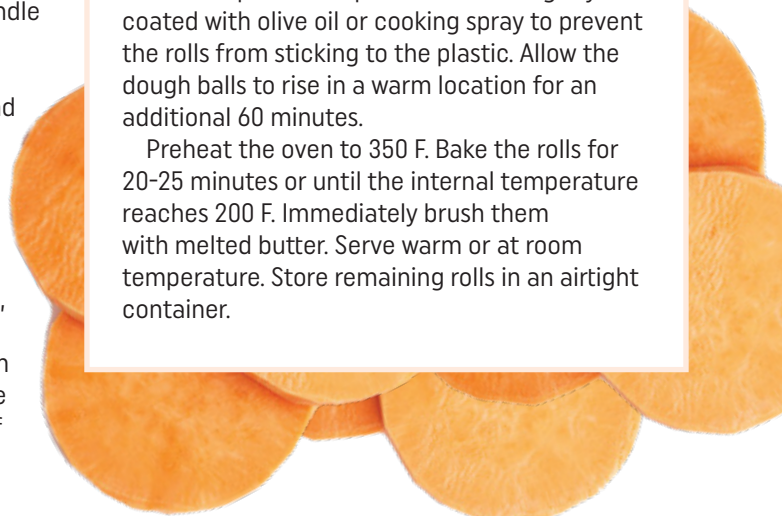 ndle
coated with olive oil or cooking spray to prevent
the rolls from sticking to the plastic. Allow the
dough balls to rise in a warm location for an
additional 60 minutes.
Preheat the oven to 350 F. Bake the rolls for
20-25 minutes or until the internal temperature
reaches 200 F. Immediately brush them
with melted butter. Serve warm or at room
temperature. Store remaining rolls in an airtight
container.